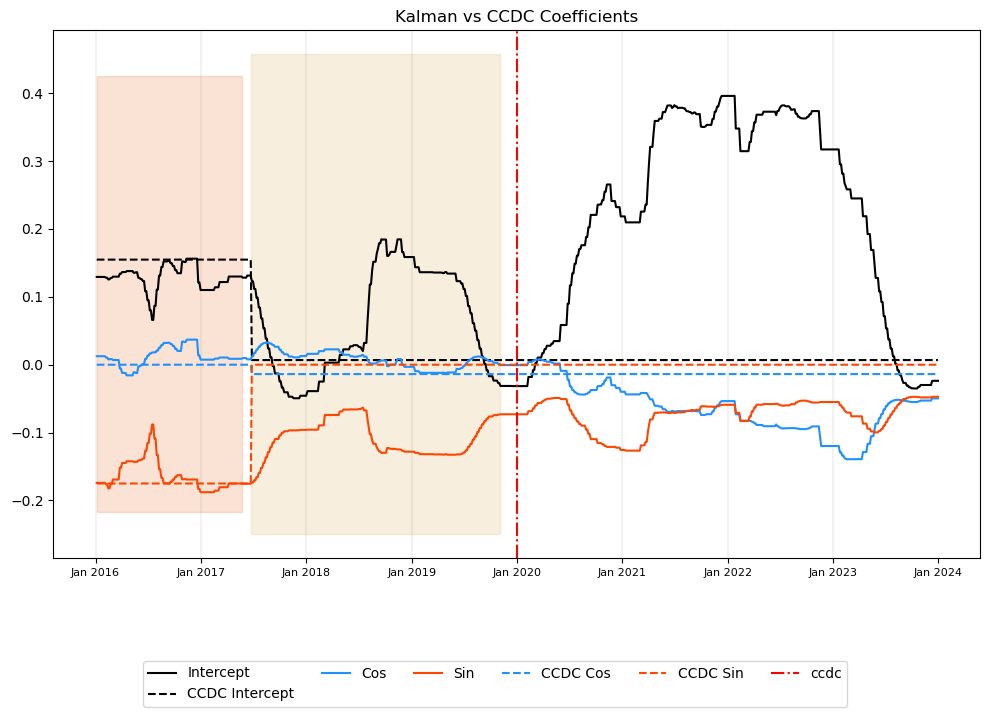 Kalman vs CCDC Coefficients
0.4
0.3
0.2
0.1
0.0
−0.1
−0.2
Jan 2016 Jan 2017 Jan 2018 Jan 2019 Jan 2020 Jan 2021 Jan 2022 Jan 2023 Jan 2024
Intercept Cos Sin CCDC Cos CCDC Sin ccdc
CCDC Intercept